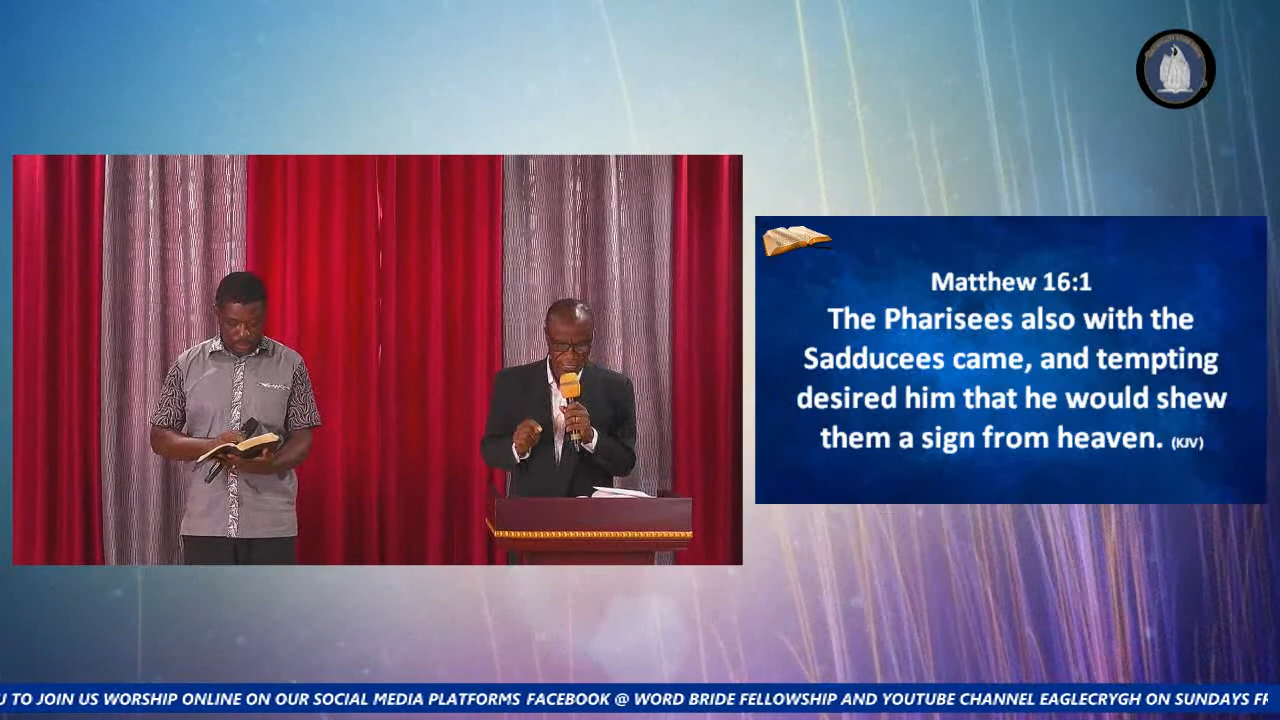 Matthew 16:1
The Pharisees also with the
Sadducees came, and tempting
desired him that he would shew
them a sign from heaven. (KJV)
TO JOIN US WORSHIP ONLINE ON OUR SOCIAL MEDIA PLATFORMS FACEBOOK @ WORD BRIDE FELLOWSHIP AND YOUTUBE CHANNEL EAGLECRYGH ON SUNDAYS